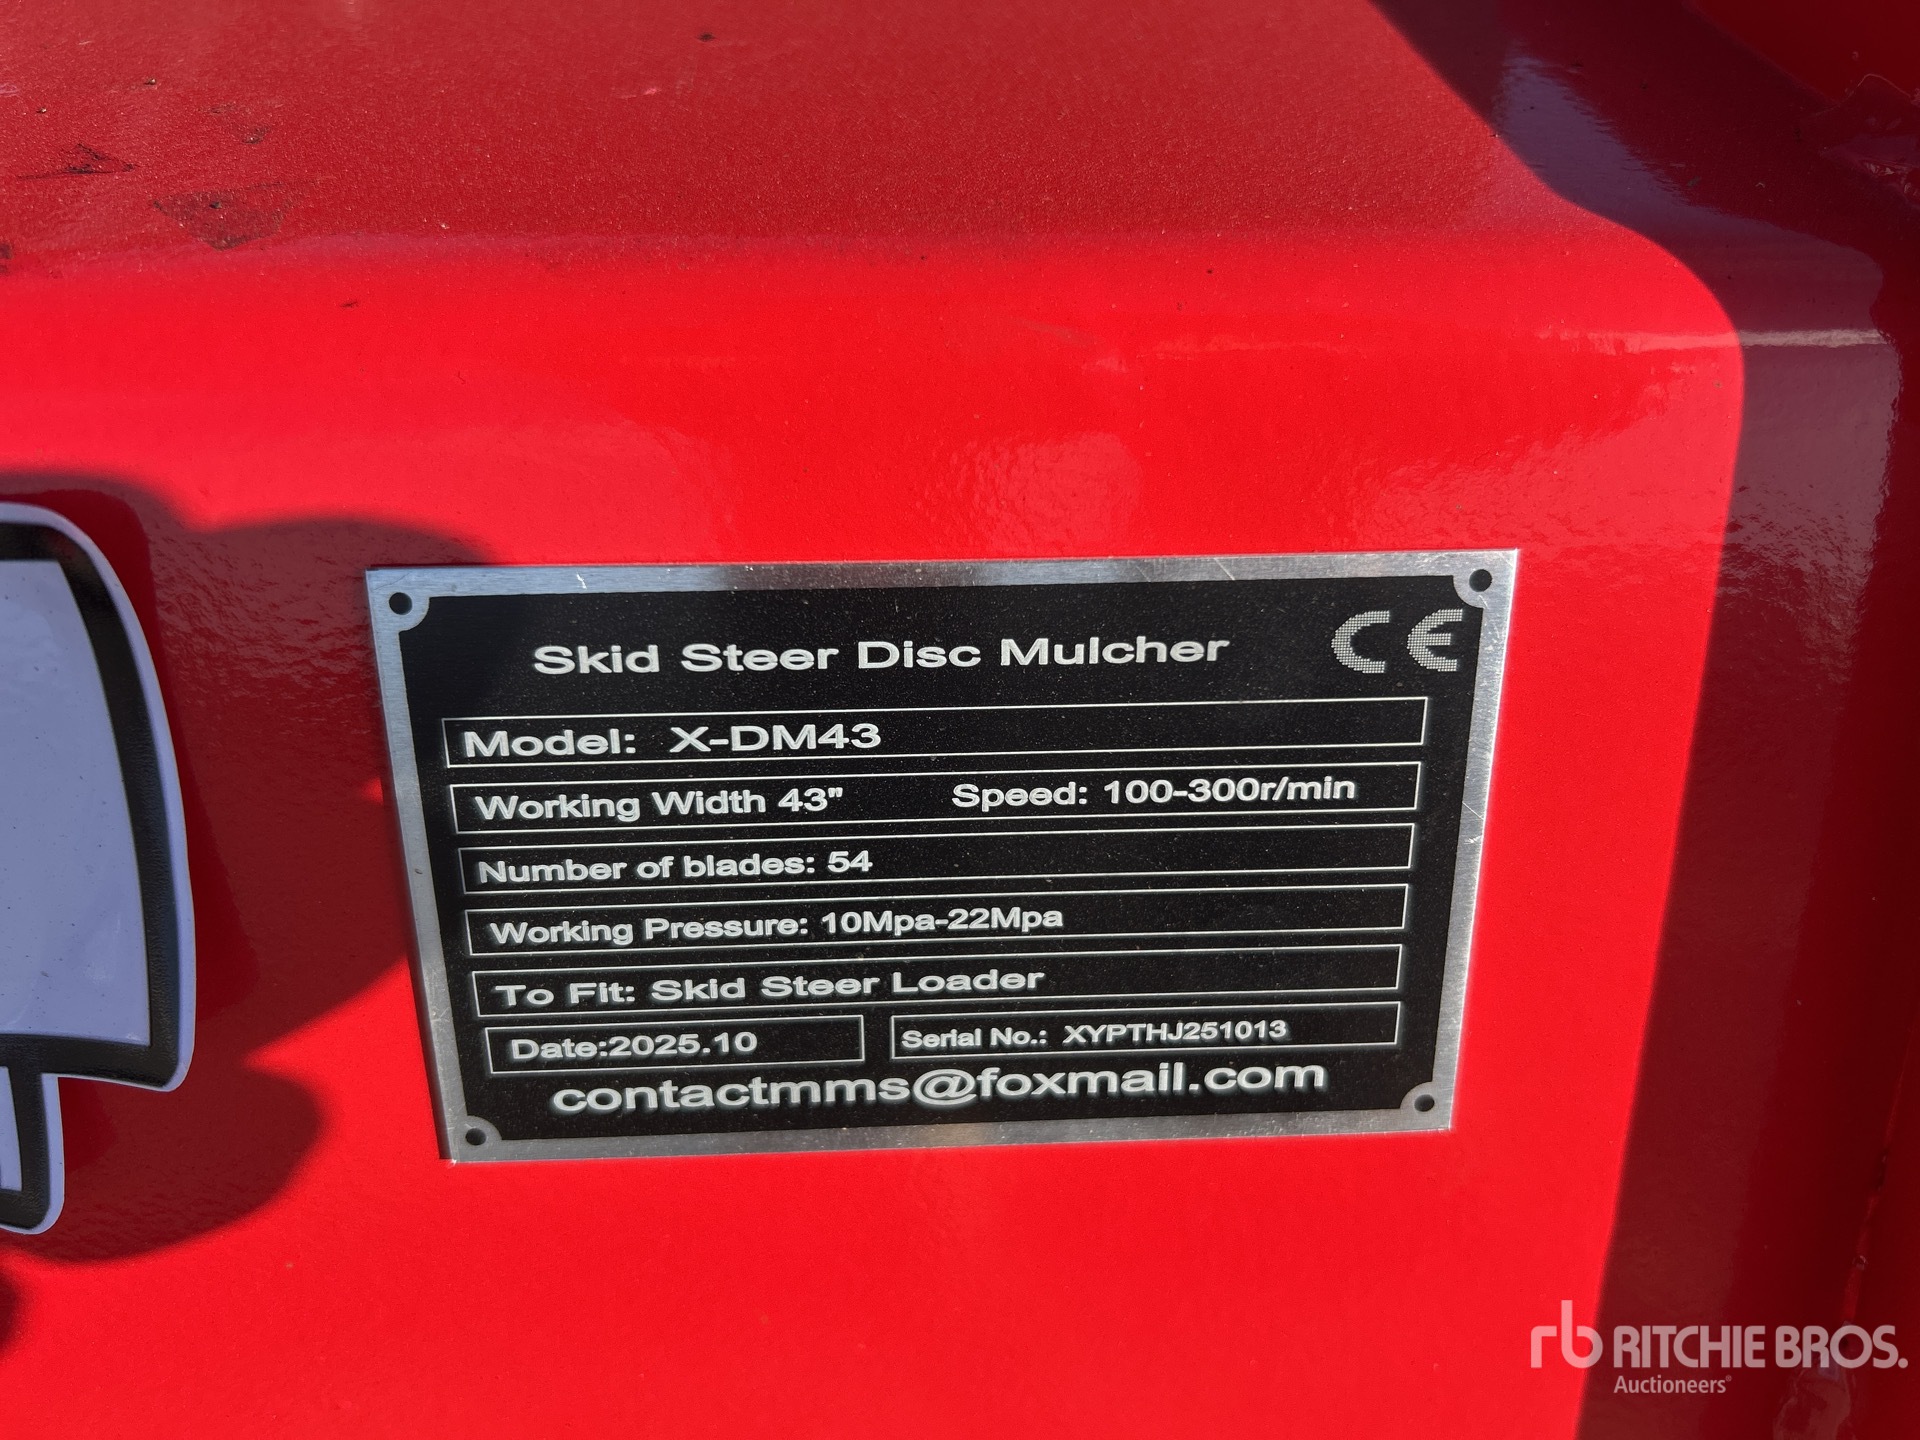 Skid Steer Disc Mulcher CE
Model: X-DM43
Working Width 43" Speed: 100-300r/min
Number of blades: 54
Working Pressure: 10Mpa-22Mpa
To Fit: Skid Steer Loader
Date:2025.10 Serial No.: XYPTHJ251013
contactmms@foxmail.com
rb RITCHIE BROS.
Auctioneers